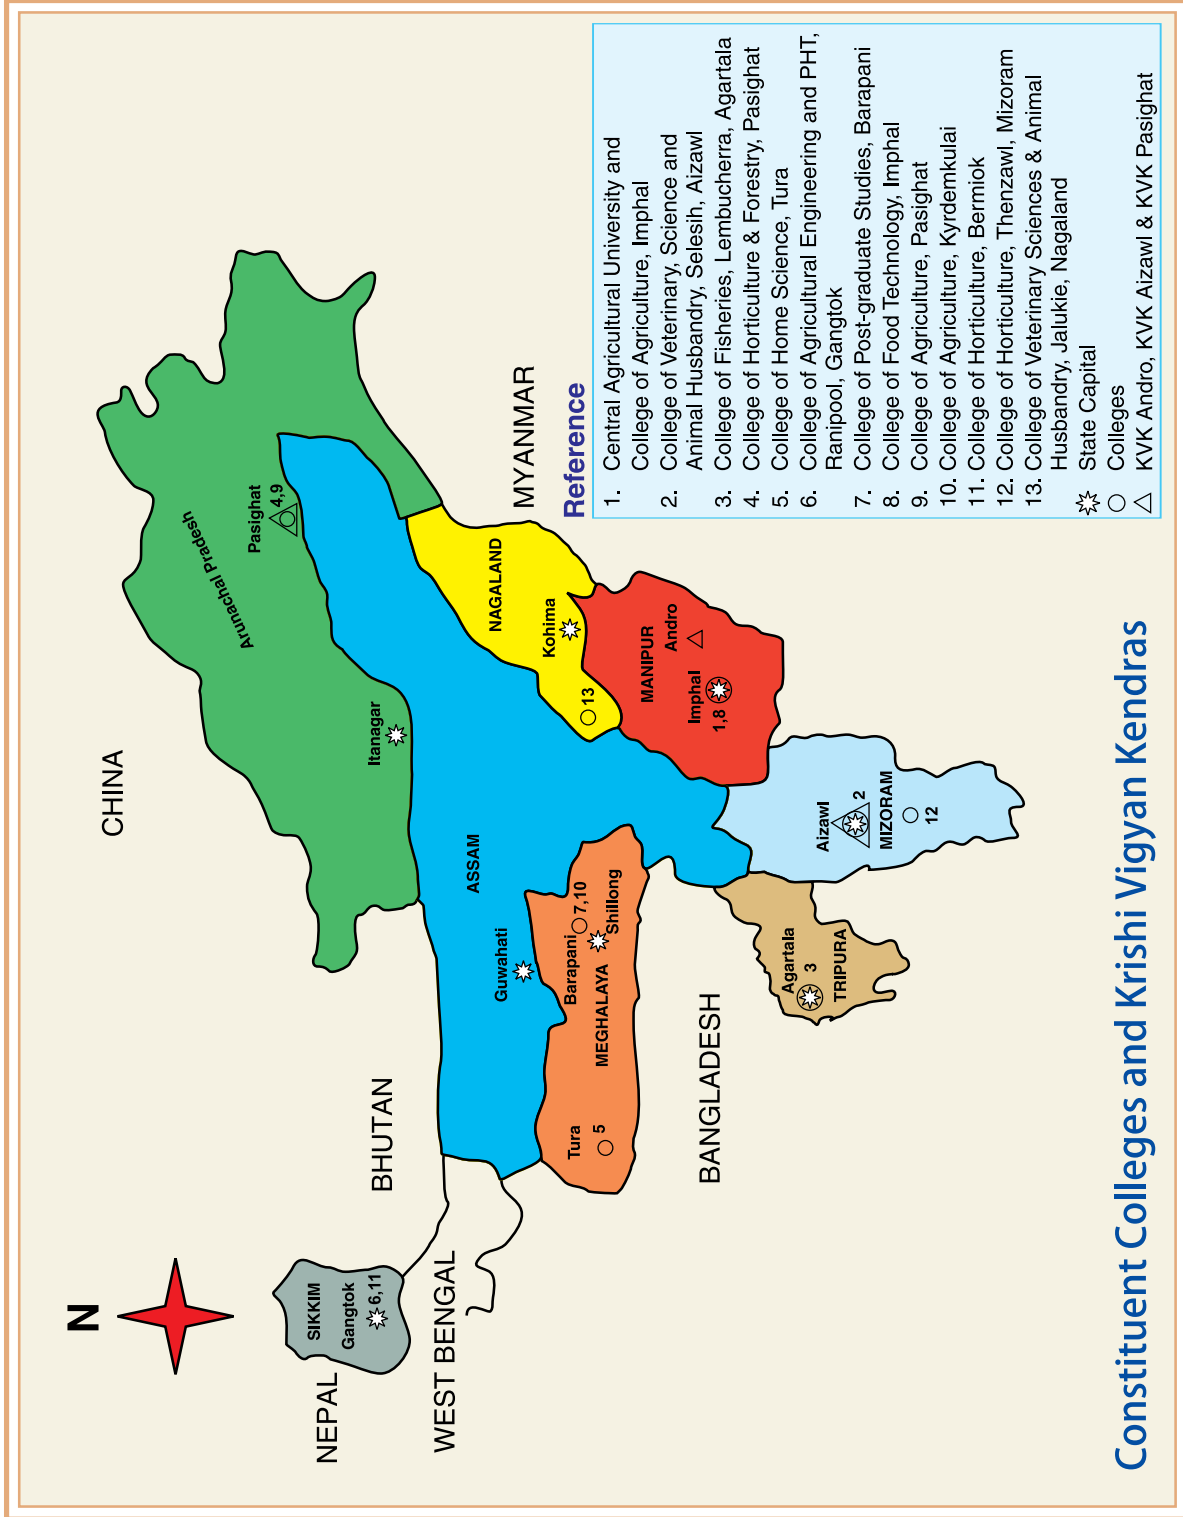 N
CHINA
Arunachal Pradesh
Pasighat
4,9
Itanagar
NEPAL
SIKKIM
Gangtok
6,11
BHUTAN
WEST BENGAL
ASSAM
Guwahati
NAGALAND
Kohima
13
MYANMAR
Tura
5
Barapani
7,10
MEGHALAYA
Shillong
MANIPUR
Andro
Imphal
1,8
BANGLADESH
Agartala
3
TRIPURA
Aizawl
2
MIZORAM
12
Reference
1. Central Agricultural University and
College of Agriculture, Imphal
2. College of Veterinary, Science and
Animal Husbandry, Selesih, Aizawl
3. College of Fisheries, Lembucherra, Agartala
4. College of Horticulture & Forestry, Pasighat
5. College of Home Science, Tura
6. College of Agricultural Engineering and PHT,
Ranipool, Gangtok
7. College of Post-graduate Studies, Barapani
8. College of Food Technology, Imphal
9. College of Agriculture, Pasighat
10. College of Agriculture, Kyrdemkulai
11. College of Horticulture, Bermiok
12. College of Horticulture, Thenzawl, Mizoram
13. College of Veterinary Sciences & Animal
Husbandry, Jalukie, Nagaland
State Capital
Colleges
KVK Andro, KVK Aizawl & KVK Pasighat
Constituent Colleges and Krishi Vigyan Kendras